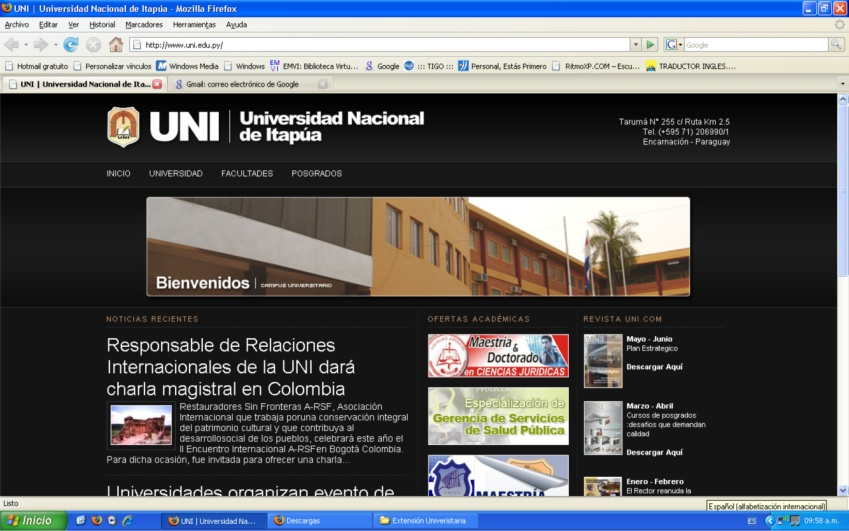 UNI | Universidad Nacional de Itapúa - Mozilla Firefox
Archivo Editar Ver Historial Marcadores Herramientas Ayuda
http://www.uni.edu.py/
Google
Hotmail gratuito Personalizar vínculos Windows Media Windows EMVI: Biblioteca Virtu... Google ::: TIGO ::: Personal, Estás Primero RitmoXP.COM – Escu... TRADUCTOR INGLES....
UNI | Universidad Nacional de Ita... Gmail: correo electrónico de Google
UNI
UNI | Universidad Nacional
de Itapúa
Tarumá N° 255 c/ Ruta Km 2.5
Tel. (+595 71) 206990/1
Encarnación - Paraguay
INICIO UNIVERSIDAD FACULTADES POSGRADOS
Bienvenidos | CAMPUS UNIVERSITARIO
NOTICIAS RECIENTES
Responsable de Relaciones
Internacionales de la UNI dará
charla magistral en Colombia
Restauradores Sin Fronteras A-RSF, Asociación
Internacional que trabaja poruna conservación integral
del patrimonio cultural y que contribuya al
desarrollosocial de los pueblos, celebrará este año el
II Encuentro Internacional A-RSFen Bogotà Colombia.
Para dicha ocasión, fue invitada para ofrecer una charla...
Universidades organizan evento de
OFERTAS ACADÉMICAS
Maestría &
Doctorado
en CIENCIAS JURIDICAS
Especialización en
Gerencia de Servicios
de Salud Pública
MAESTRÍA
REVISTA UNI.COM
Mayo - Junio
Plan Estrategico
Descargar Aquí
Marzo - Abril
Cursos de posgrados
:desafios que demandan
calidad
Descargar Aquí
Enero - Febrero
El Rector reanuda la
Listo
Español (alfabetización internacional)
Inicio UNI | Universidad Na... Descargas Extensión Univeristaria ES 09:58 a.m.